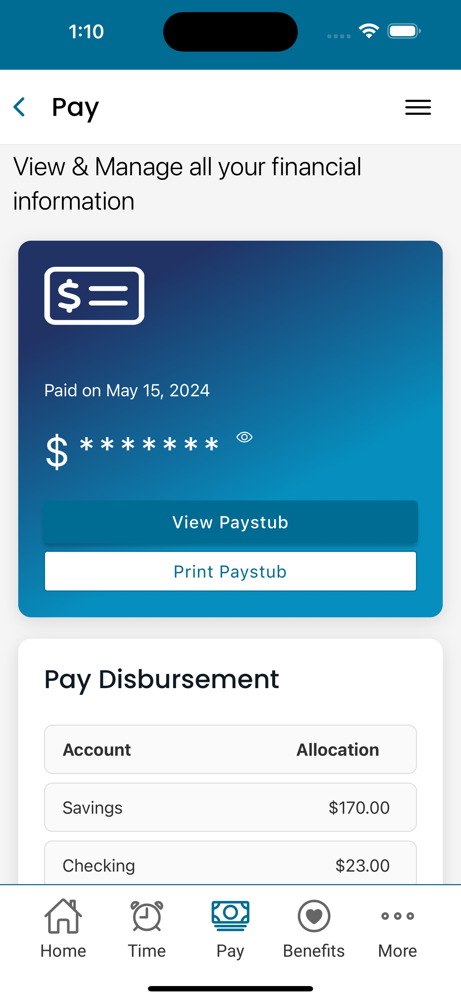 1:10
Pay
View & Manage all your financial
information
Paid on May 15, 2024
$ *******
View Paystub
Print Paystub
Pay Disbursement
Account Allocation
Savings $170.00
Checking $23.00
Home Time Pay Benefits More